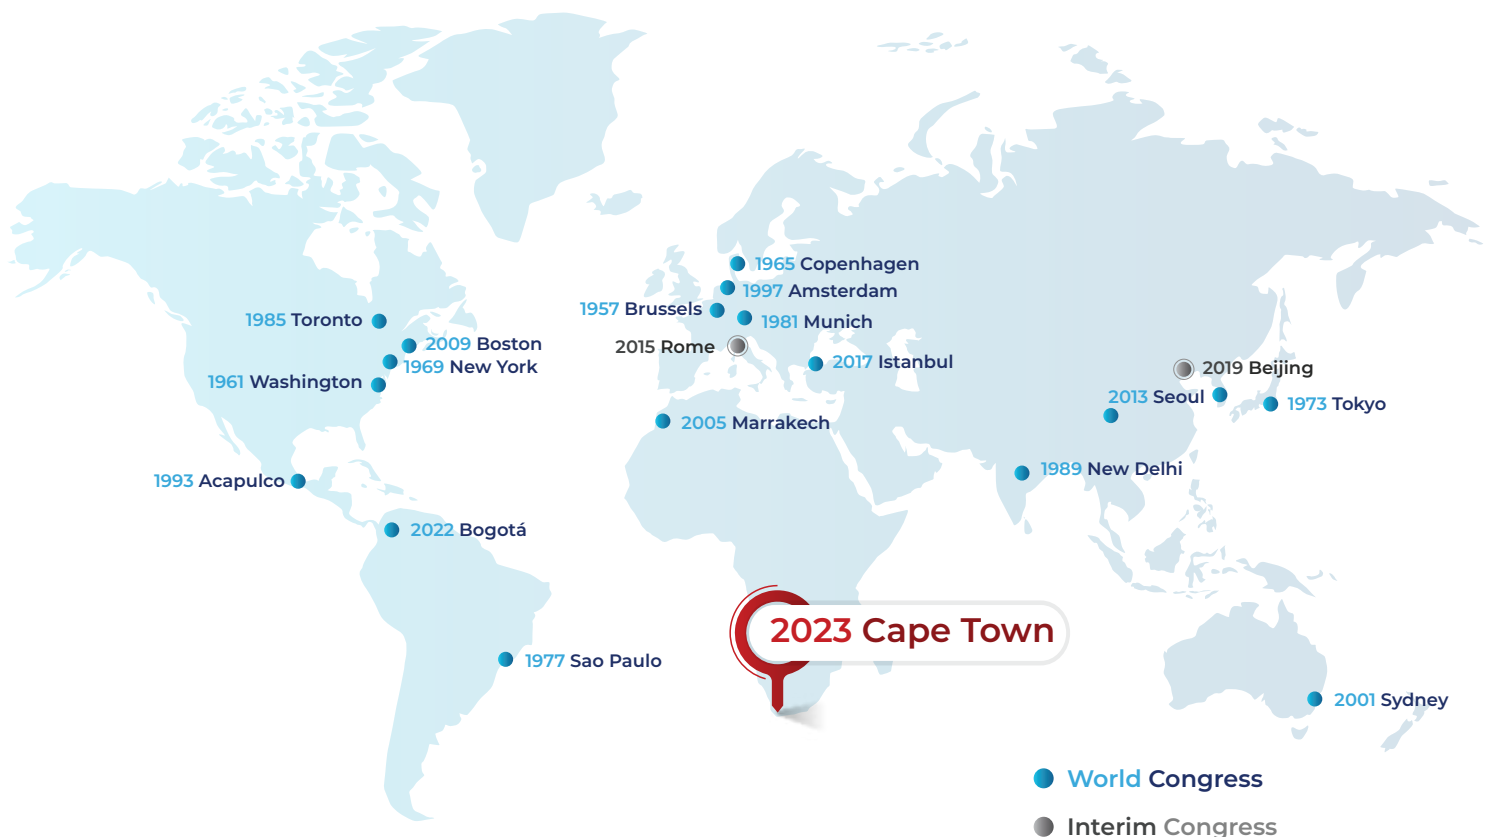 1965 Copenhagen
1997 Amsterdam
1957 Brussels
1981 Munich
1985 Toronto
2009 Boston
2015 Rome
2017 Istanbul
1969 New York
2019 Beijing
1961 Washington
2013 Seoul
1973 Tokyo
2005 Marrakech
1989 New Delhi
1993 Acapulco
2022 Bogotá
2023 Cape Town
1977 Sao Paulo
2001 Sydney
World Congress
Interim Congress